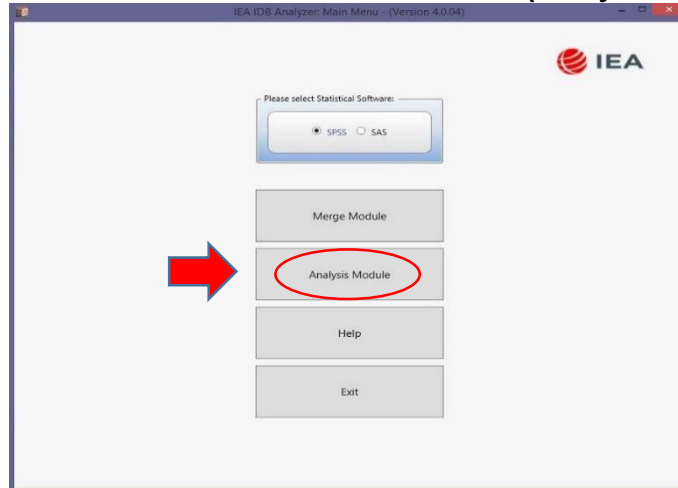 IEA IDB Analyzer: Main Menu - (Version 4.0.04)
IEA
Please select Statistical Software:
SPSS SAS
Merge Module
Analysis Module
Help
Exit